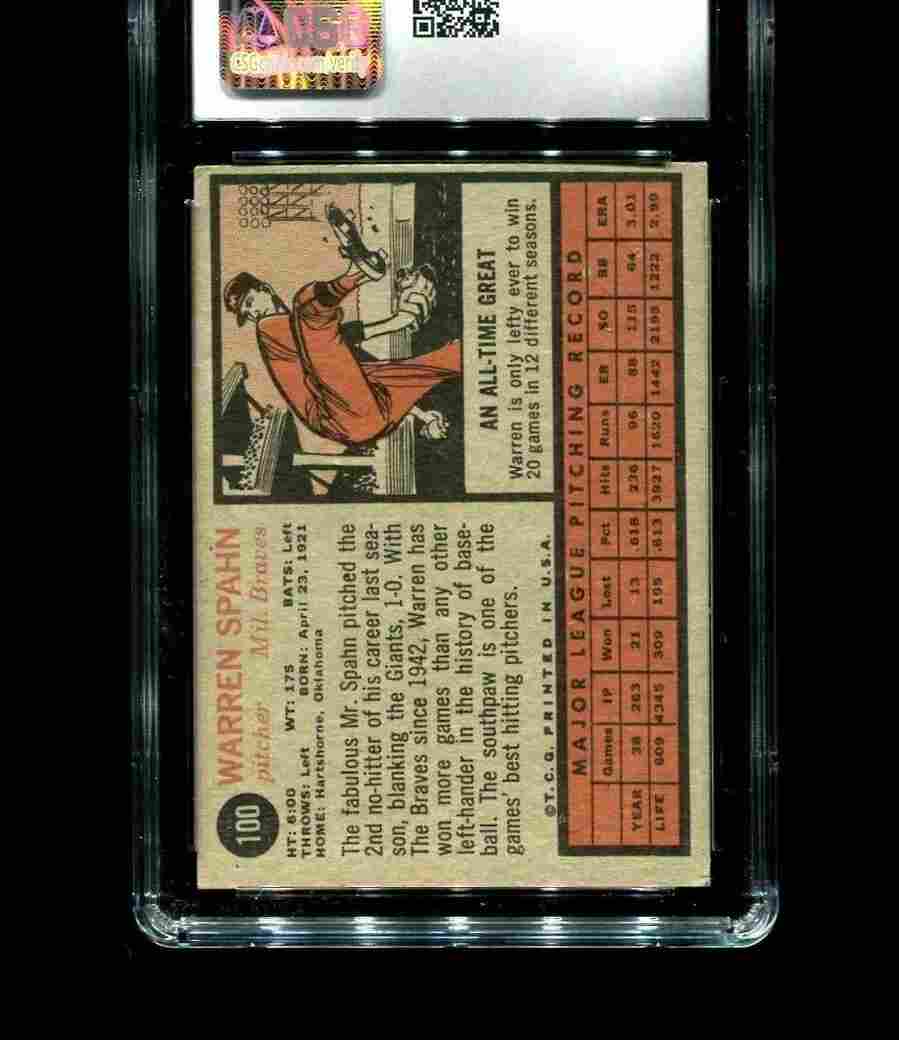 100
WARREN SPAHN
pitcher Mil. Braves
HT: 6:00 WT: 175 BATS: Left
THROWS: Left BORN: April 23, 1921
HOME: Hartshorne, Oklahoma
The fabulous Mr. Spahn pitched the
2nd no-hitter of his career last sea-
son, blanking the Giants, 1-0. With
The Braves since 1942, Warren has
won more games than any other
left-hander in the history of base-
ball. The southpaw is one of the
games' best hitting pitchers.
AN ALL-TIME GREAT
Warren is only lefty ever to win
20 games in 12 different seasons.
©T.C.G. PRINTED IN U.S.A.
MAJOR LEAGUE PITCHING RECORD
Games IP Won Lost Pct Hits Runs ER SO BB ERA
YEAR 38 263 21 13 .618 236 96 88 115 64 3.01
LIFE 609 4345 309 195 .613 3927 1620 1442 2198 1222 2.99